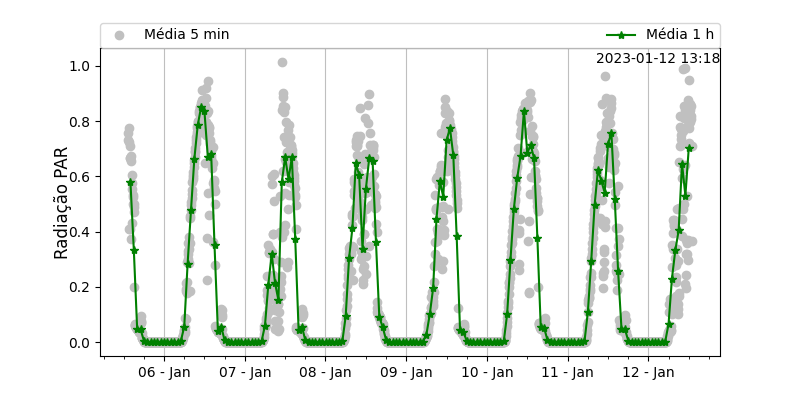 Média 5 min
Média 1 h
2023-01-12 13:18
Radiação PAR
1.0
0.8
0.6
0.4
0.2
0.0
06 - Jan
07 - Jan
08 - Jan
09 - Jan
10 - Jan
11 - Jan
12 - Jan